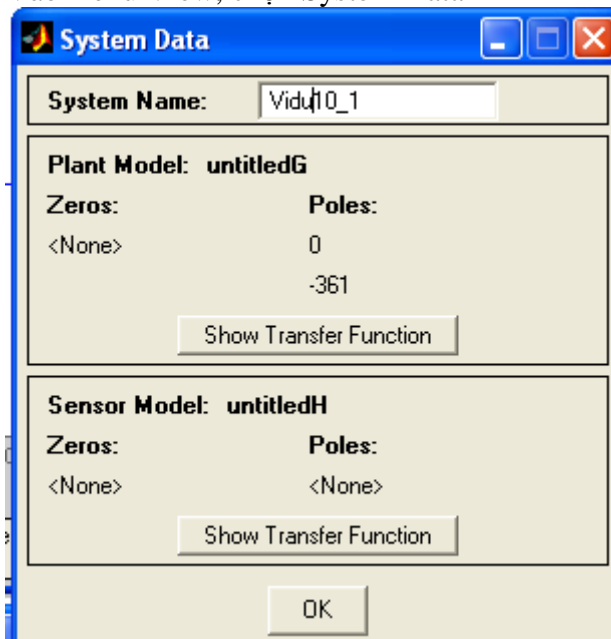 System Data
System Name: Vidu10_1
Plant Model: untitledG
Zeros: Poles:
<None> 0
-361
Show Transfer Function
Sensor Model: untitledH
Zeros: Poles:
<None> <None>
Show Transfer Function
OK